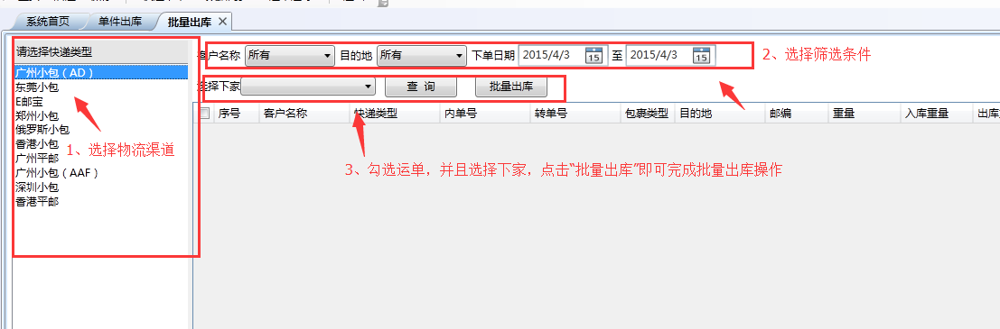 系统首页 单件出库 批量出库
请选择快递类型
广州小包（AD）
东莞小包
E邮宝
郑州小包
俄罗斯小包
香港小包
广州平邮
广州小包（AAF）
深圳小包
香港平邮
1、选择物流渠道
客户名称 所有 目的地 所有 下单日期 2015/4/3 15 至 2015/4/3 15
2、选择筛选条件
选择下家 查 询 批量出库
序号 客户名称 快递类型 内单号 转单号 包裹类型 目的地 邮编 重量 入库重量 出库
3、勾选运单，并且选择下家，点击“批量出库”即可完成批量出库操作